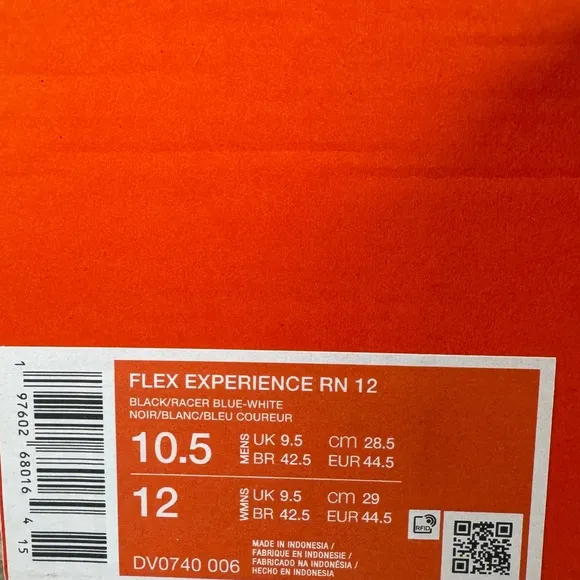 FLEX EXPERIENCE RN 12
BLACK/RACER BLUE-WHITE
NOIR/BLANC/BLEU COUREUR
10.5 MENS UK 9.5 cm 28.5
BR 42.5 EUR 44.5
12 WMNS UK 9.5 cm 29
BR 42.5 EUR 44.5
DV0740 006
MADE IN INDONESIA /
FABRIQUE EN INDONESIE /
FABRICADO NA INDONÉSIA /
HECHO EN INDONESIA
RFID
1 97602 68016 4 15